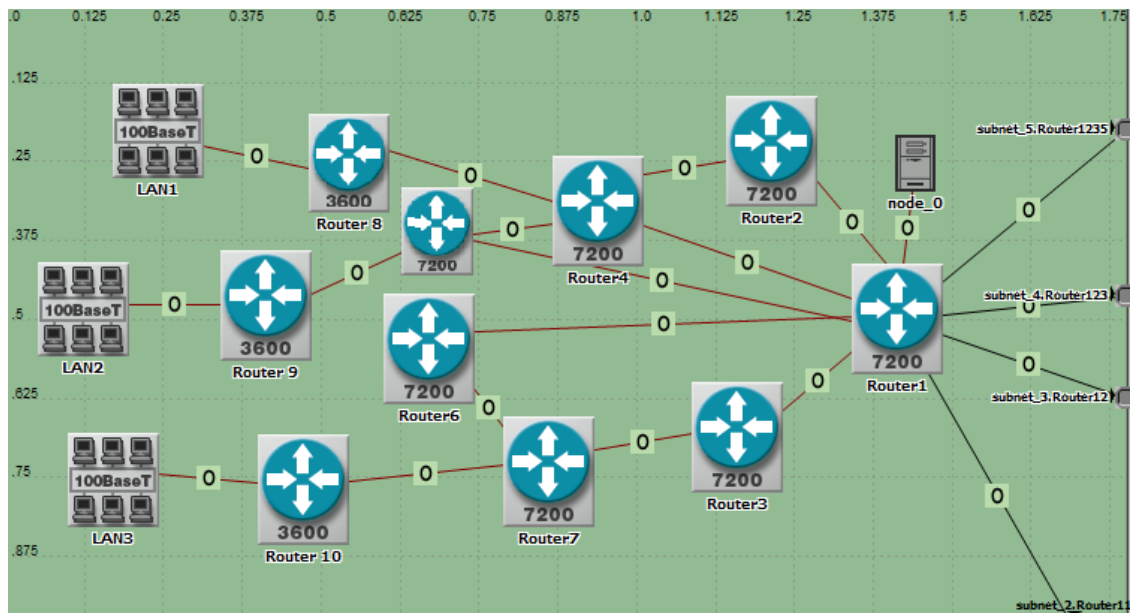 .0 0.125 0.25 0.375 0.5 0.625 0.75 0.875 1.0 1.125 1.25 1.375 1.5 1.625 1.75
.125
.25
.375
.5
.625
.75
.875
100BaseT
LAN1
0
3600
Router 8
0
7200
0
7200
Router4
0
7200
Router2
0
node_0
0
subnet_5.Router1235
0
100BaseT
LAN2
0
3600
Router 9
0
0
0
7200
Router1
subnet_4.Router123
0
subnet_3.Router12
0
7200
Router6
0
0
100BaseT
LAN3
0
3600
Router 10
0
7200
Router7
0
7200
Router3
0
0
subnet_2.Router11